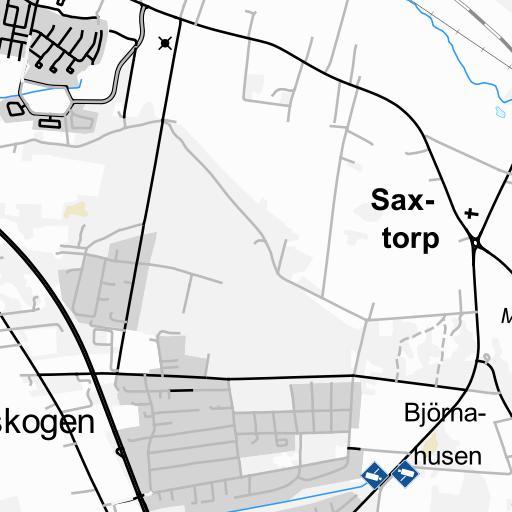 Sax-
torp
M
Björna-
skogen
husen